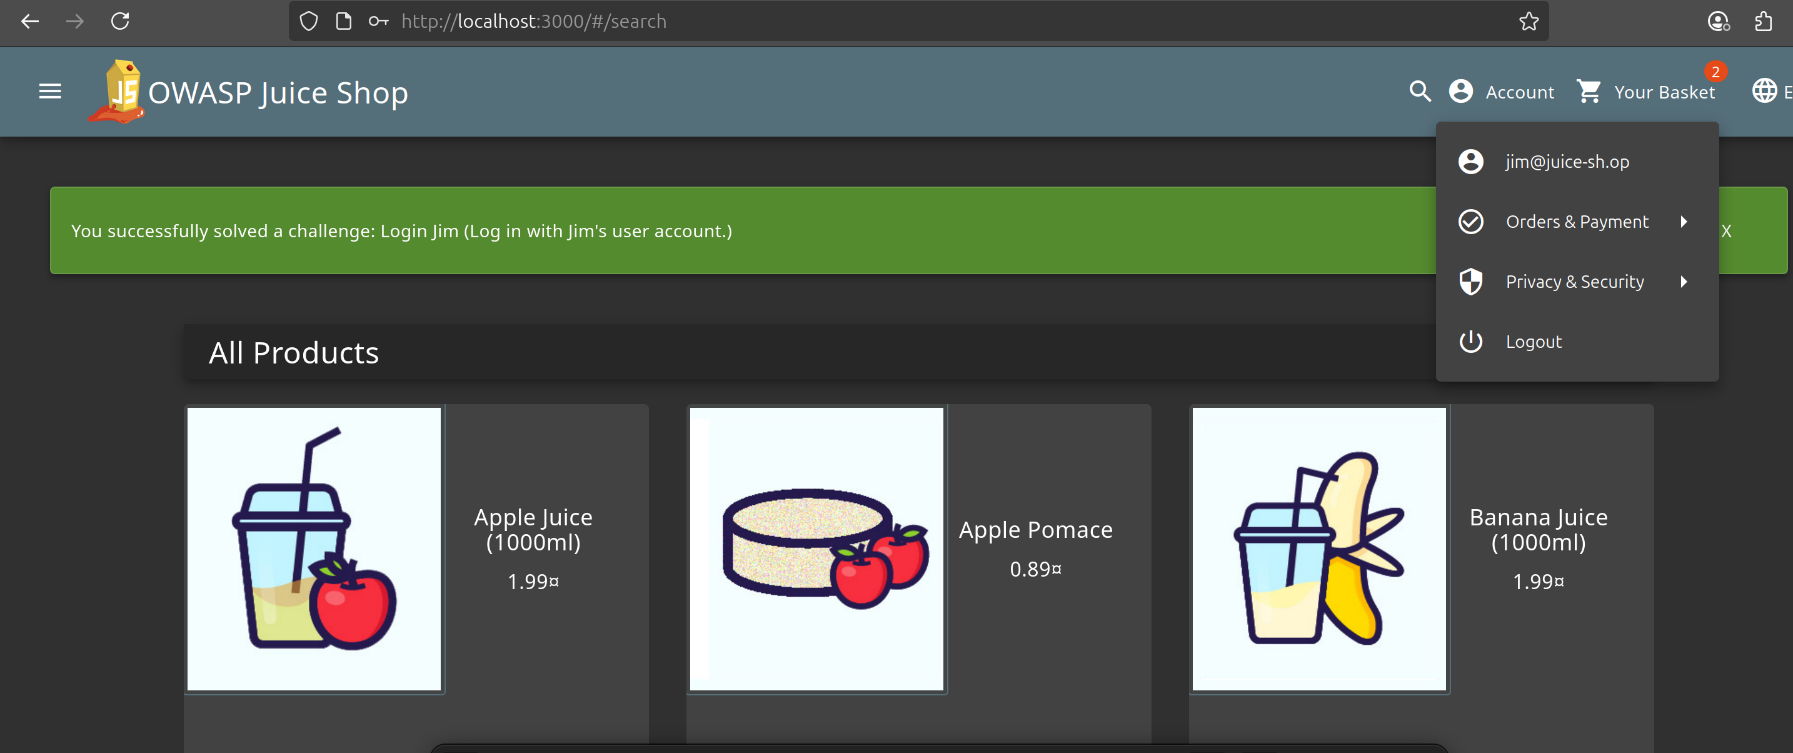 http://localhost:3000/#/search
JS
OWASP Juice Shop
Account
2
Your Basket
E
jim@juice-sh.op
Orders & Payment
Privacy & Security
Logout
You successfully solved a challenge: Login Jim (Log in with Jim's user account.)
X
All Products
Apple Juice
(1000ml)
1.99¤
Apple Pomace
0.89¤
Banana Juice
(1000ml)
1.99¤